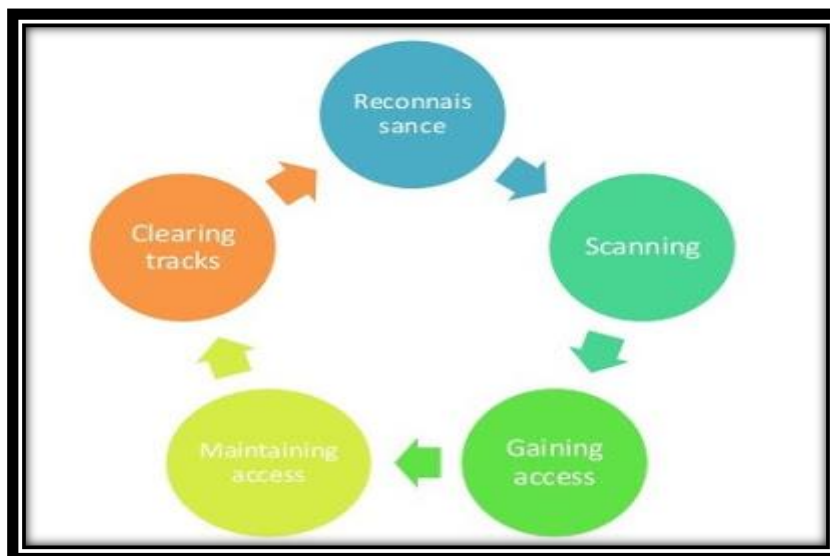 Reconnais
sance
Scanning
Gaining
access
Maintaining
access
Clearing
tracks